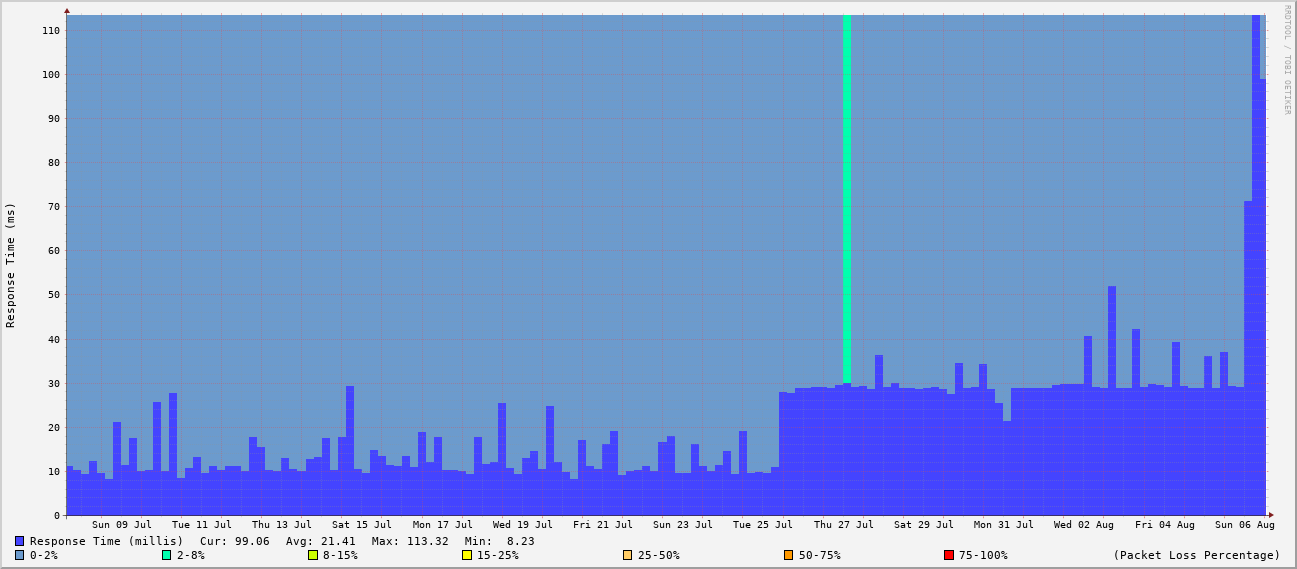 RRDTOOL / TOBI OETIKER
Response Time (ms)
110
100
90
80
70
60
50
40
30
20
10
0
Sun 09 Jul Tue 11 Jul Thu 13 Jul Sat 15 Jul Mon 17 Jul Wed 19 Jul Fri 21 Jul Sun 23 Jul Tue 25 Jul Thu 27 Jul Sat 29 Jul Mon 31 Jul Wed 02 Aug Fri 04 Aug Sun 06 Aug
Response Time (millis) Cur: 99.06 Avg: 21.41 Max: 113.32 Min: 8.23
0-2% 2-8% 8-15% 15-25% 25-50% 50-75% 75-100% (Packet Loss Percentage)